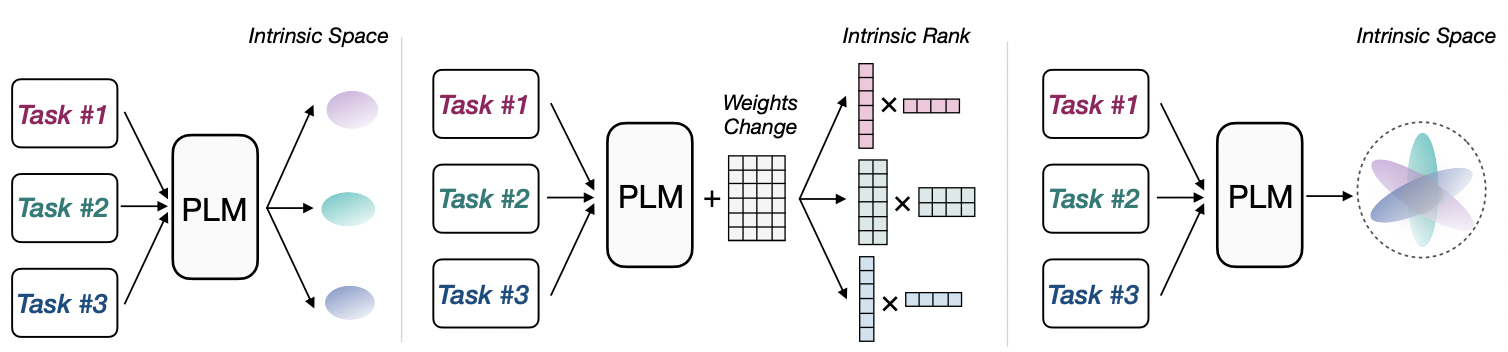 Intrinsic Space
Task #1
Task #2
Task #3
PLM
Intrinsic Rank
Task #1
Task #2
Task #3
PLM
+
Weights
Change
×
×
×
Intrinsic Space
Task #1
Task #2
Task #3
PLM